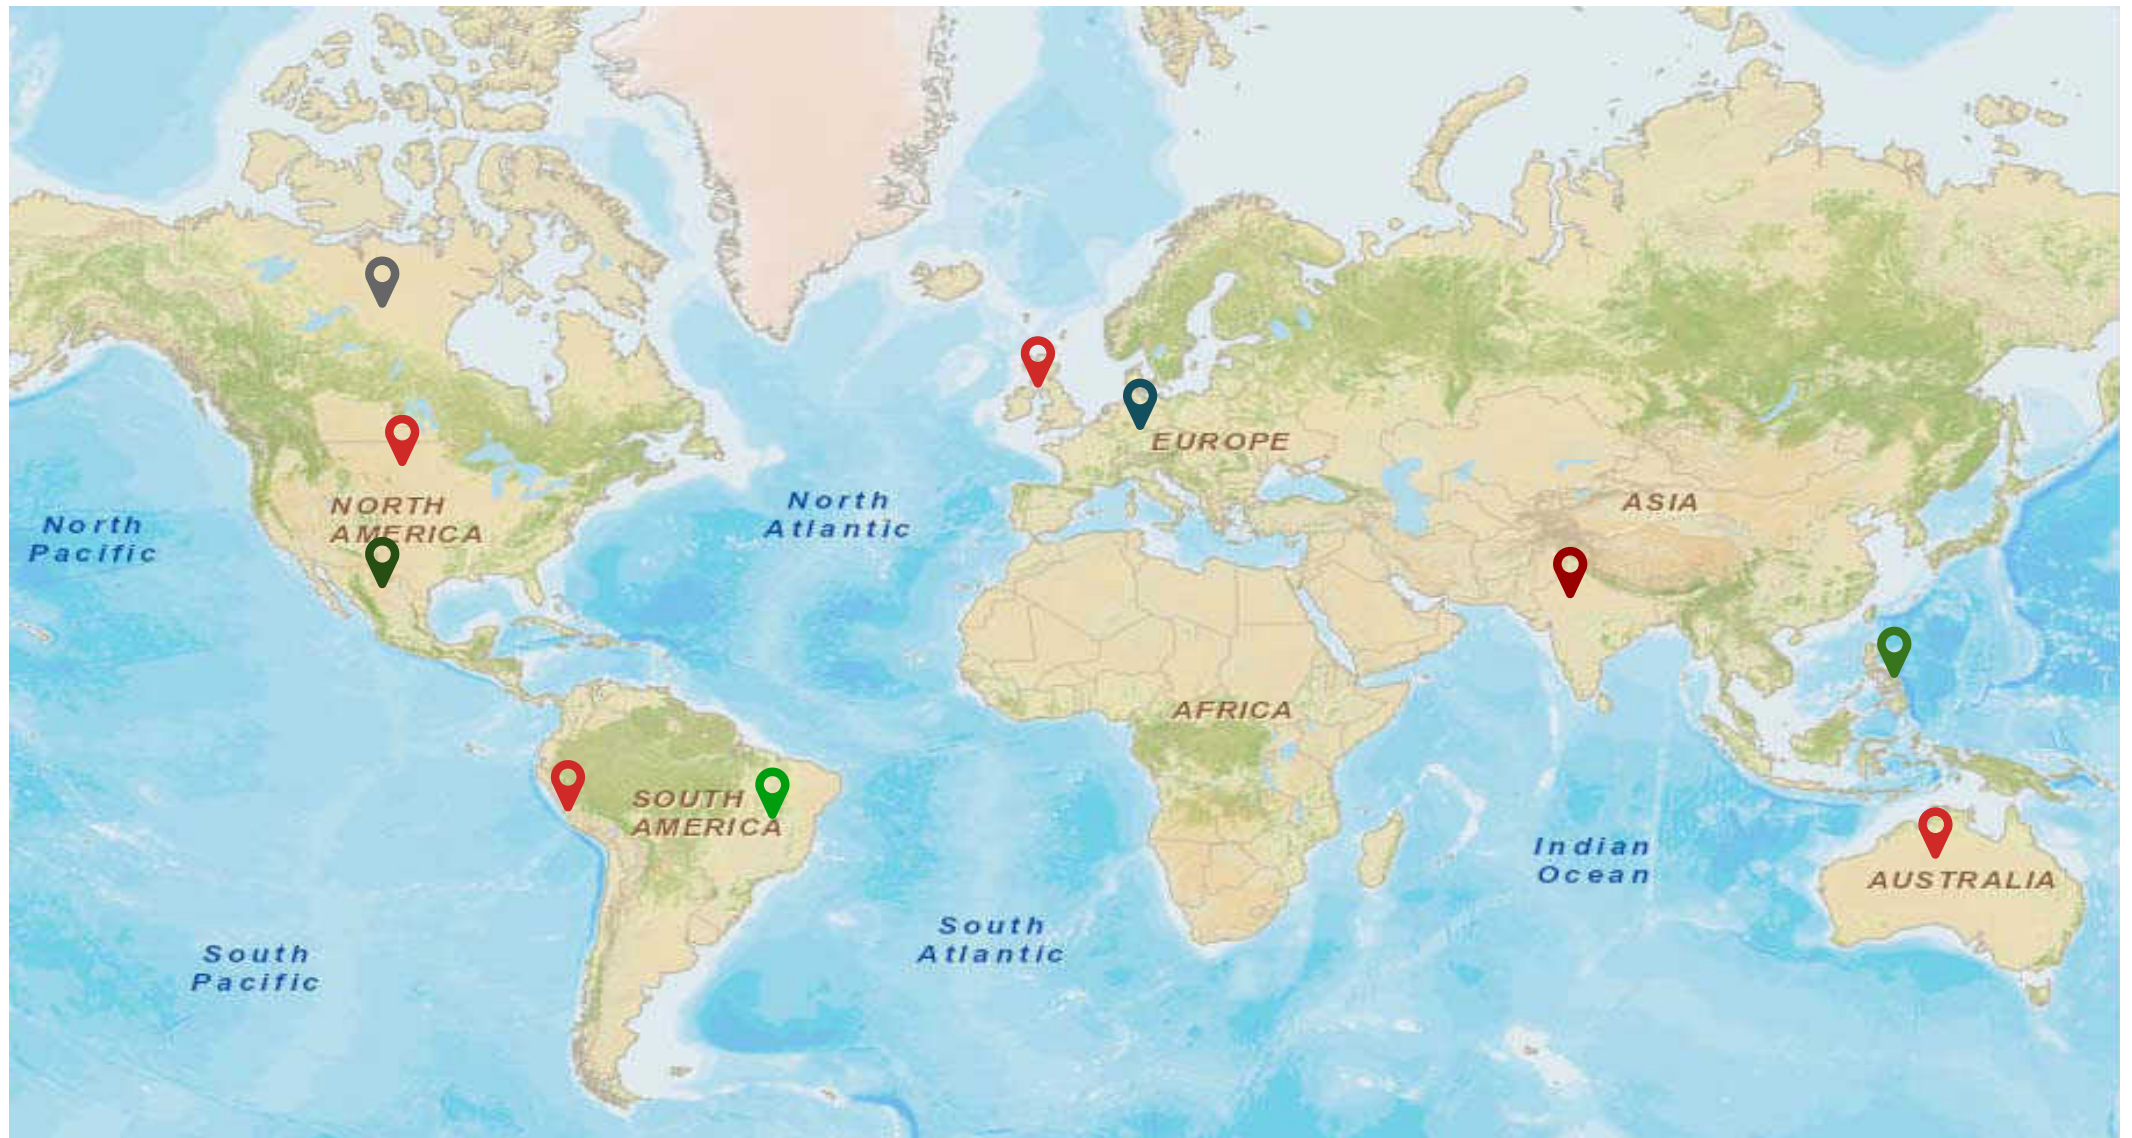 EUROPE
NORTH
AMERICA
North
Atlantic
ASIA
North
Pacific
AFRICA
SOUTH
AMERICA
Indian
Ocean
AUSTRALIA
South
Atlantic
South
Pacific